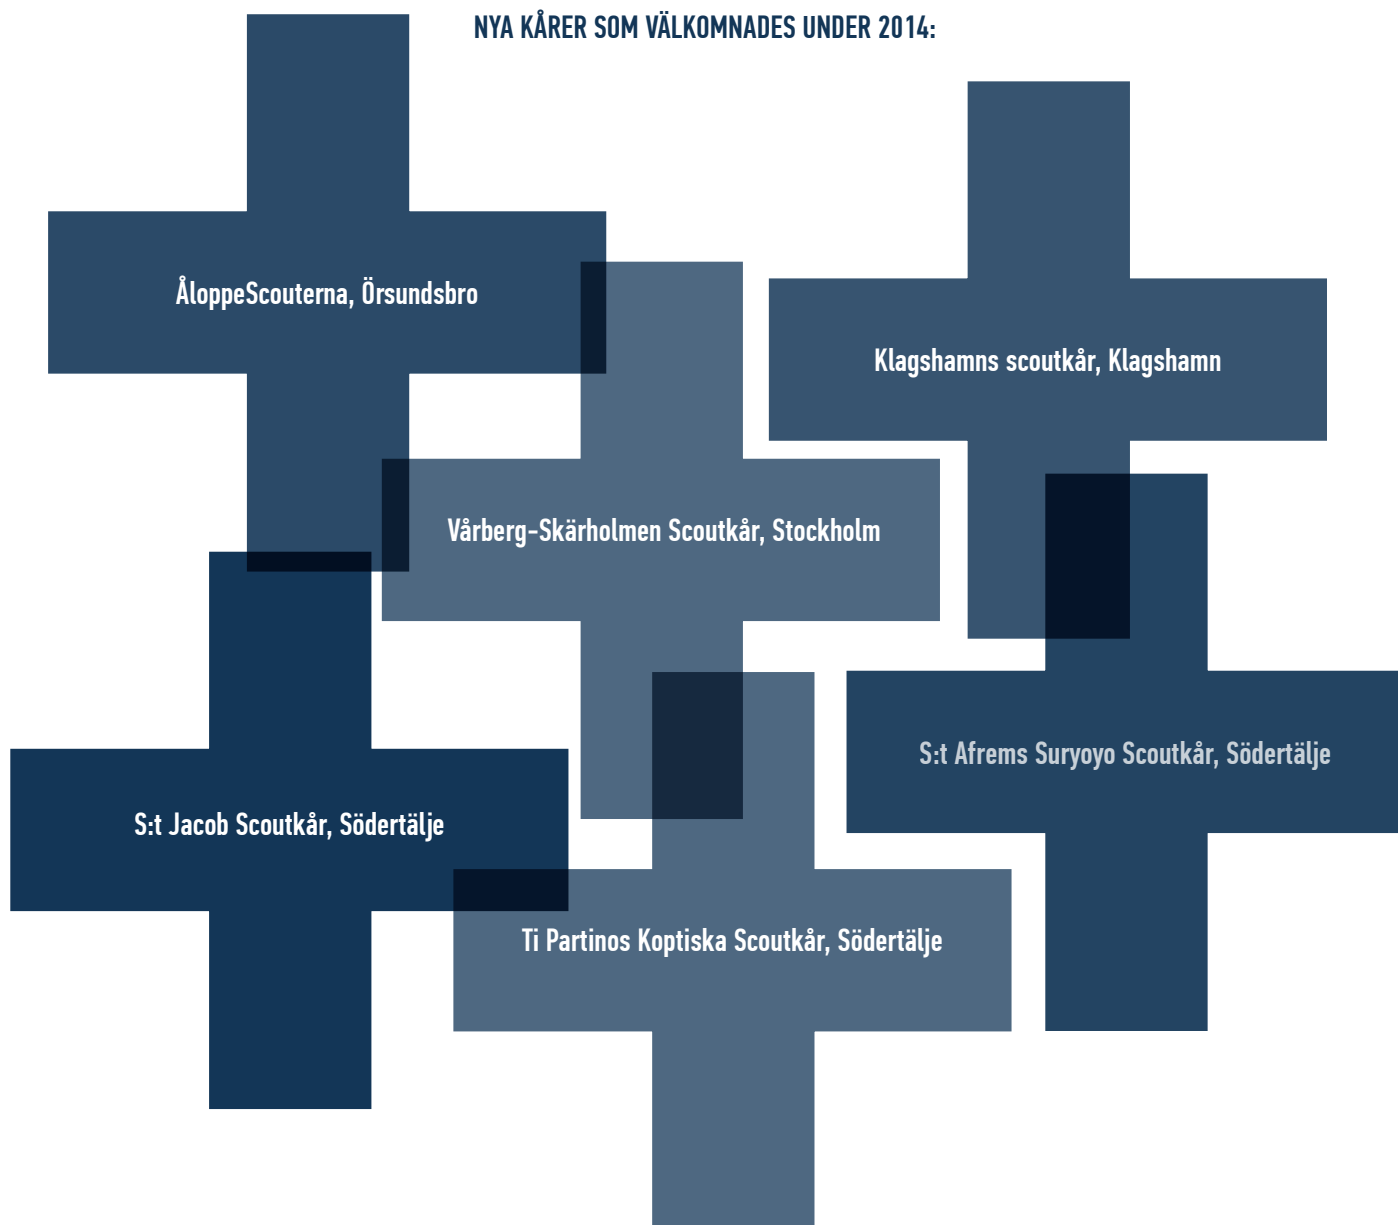 NYA KÅRER SOM VÄLKOMNADES UNDER 2014:
ÅloppeScouterna, Örsundsbro
Klagshamns scoutkår, Klagshamn
Vårberg-Skärholmen Scoutkår, Stockholm
S:t Afrems Suryoyo Scoutkår, Södertälje
S:t Jacob Scoutkår, Södertälje
Ti Partinos Koptiska Scoutkår, Södertälje